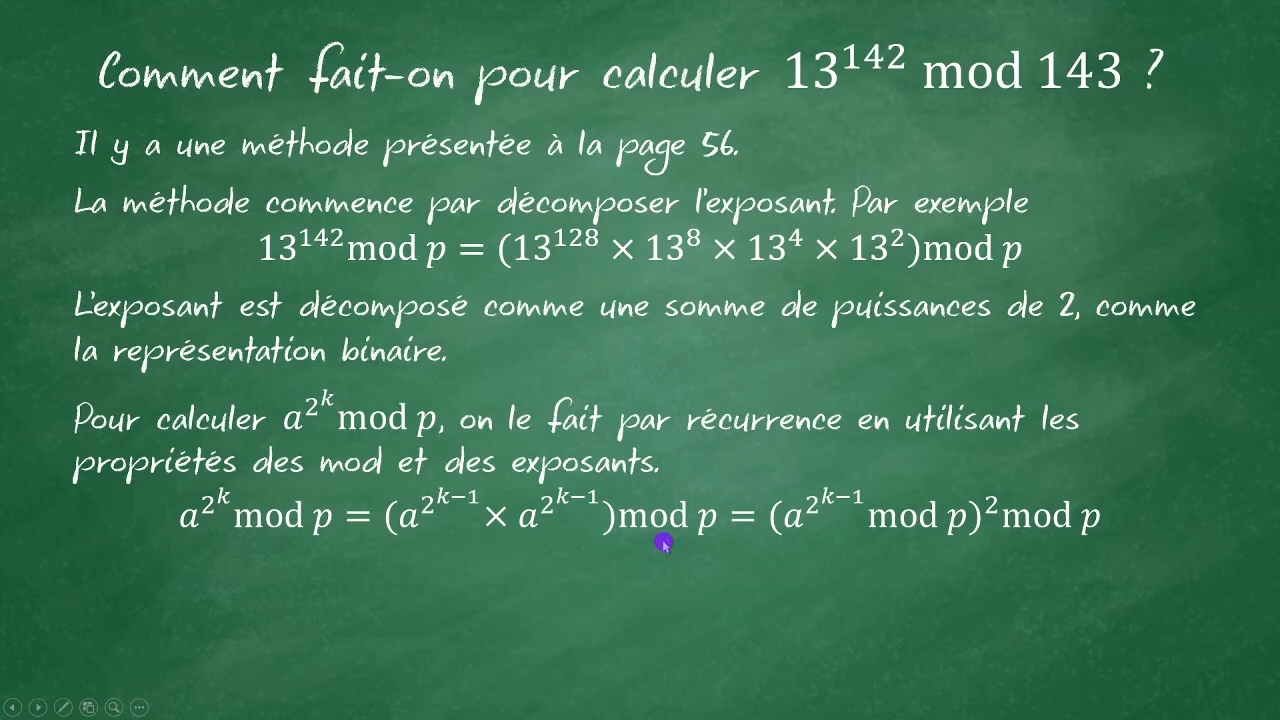 Comment fait-on pour calculer 13^{142} mod 143 ?
Il y a une méthode présentée à la page 56.
La méthode commence par décomposer l'exposant. Par exemple
13^{142} mod p = (13^{128} × 13^8 × 13^4 × 13^2) mod p
L'exposant est décomposé comme une somme de puissances de 2, comme
la représentation binaire.
Pour calculer a^{2^k} mod p, on le fait par récurrence en utilisant les
propriétés des mod et des exposants.
a^{2^k} mod p = (a^{2^{k-1}} × a^{2^{k-1}}) mod p = (a^{2^{k-1}} mod p)^2 mod p